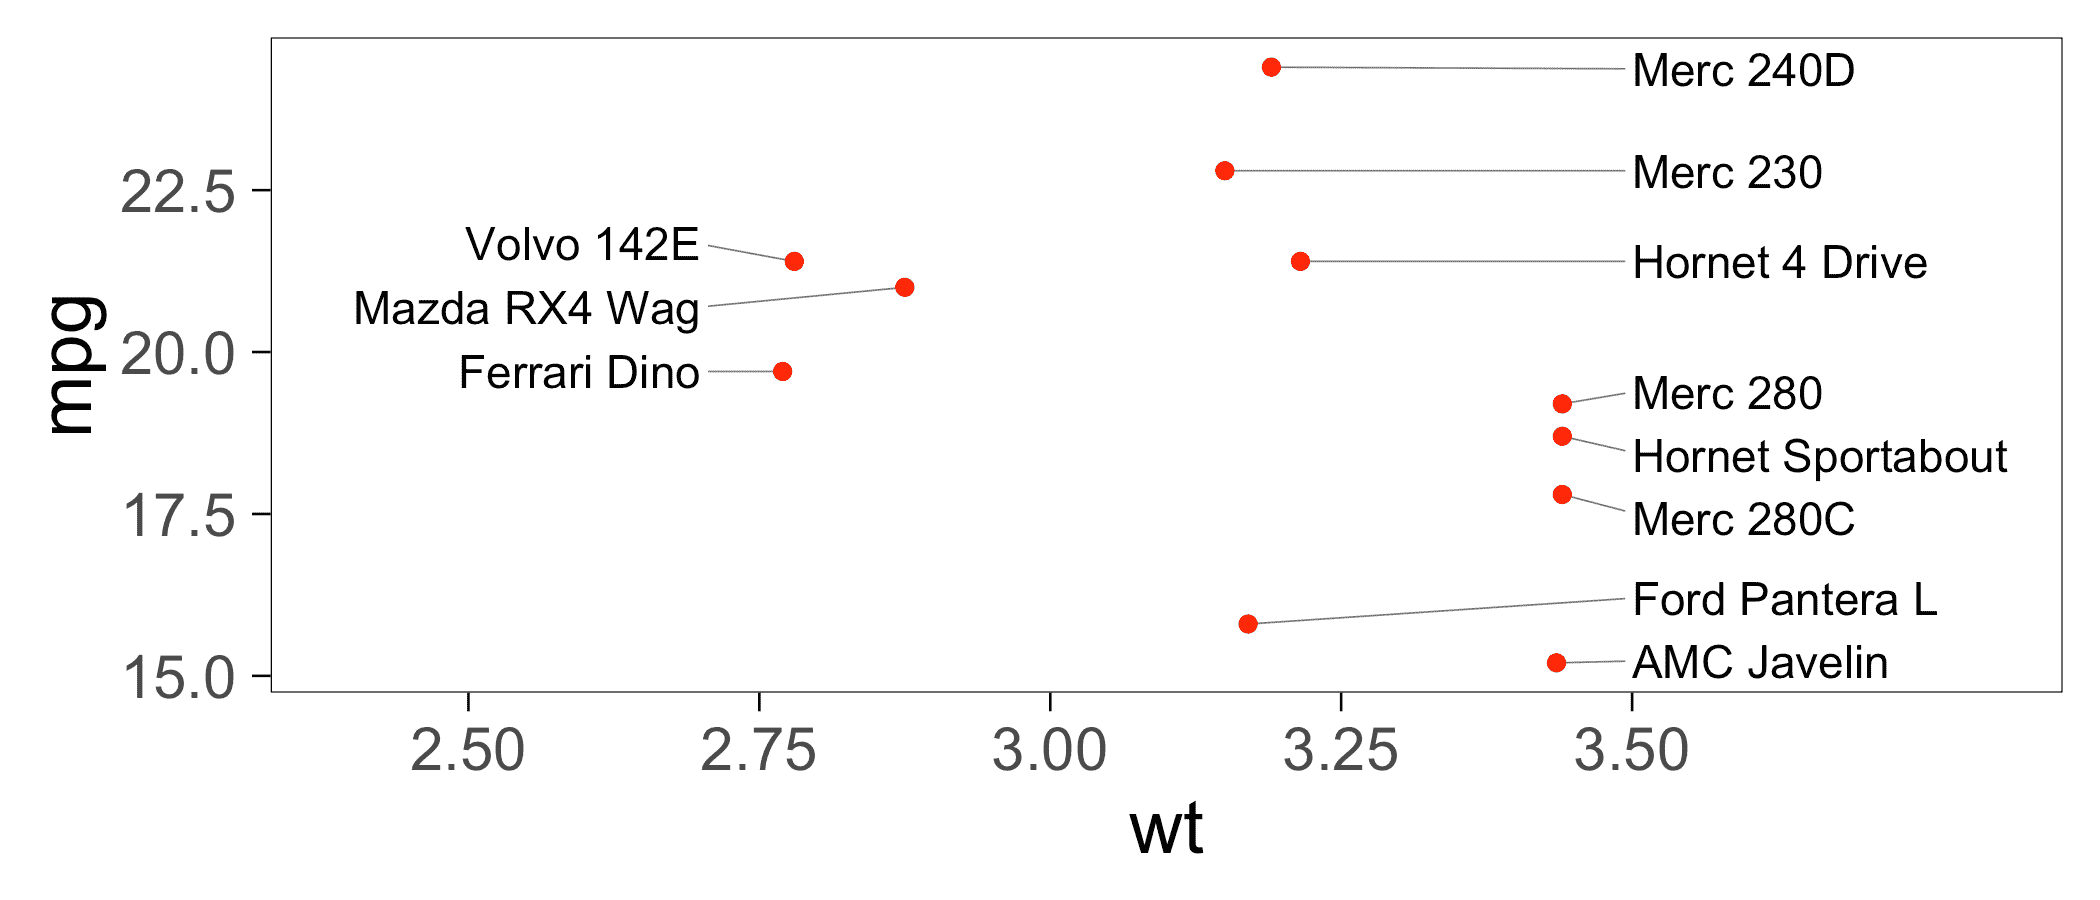 Merc 240D
Merc 230
22.5
Volvo 142E
Hornet 4 Drive
Mazda RX4 Wag
mpg
20.0
Ferrari Dino
Merc 280
Hornet Sportabout
17.5
Merc 280C
Ford Pantera L
AMC Javelin
15.0
2.50 2.75 3.00 3.25 3.50
wt